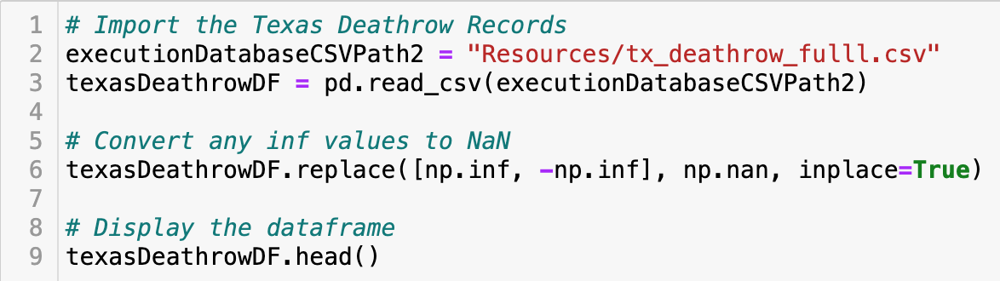 1 # Import the Texas Deathrow Records
2 executionDatabaseCSVPath2 = "Resources/tx_deathrow_fulll.csv"
3 texasDeathrowDF = pd.read_csv(executionDatabaseCSVPath2)
4
5 # Convert any inf values to NaN
6 texasDeathrowDF.replace([np.inf, -np.inf], np.nan, inplace=True)
7
8 # Display the dataframe
9 texasDeathrowDF.head()